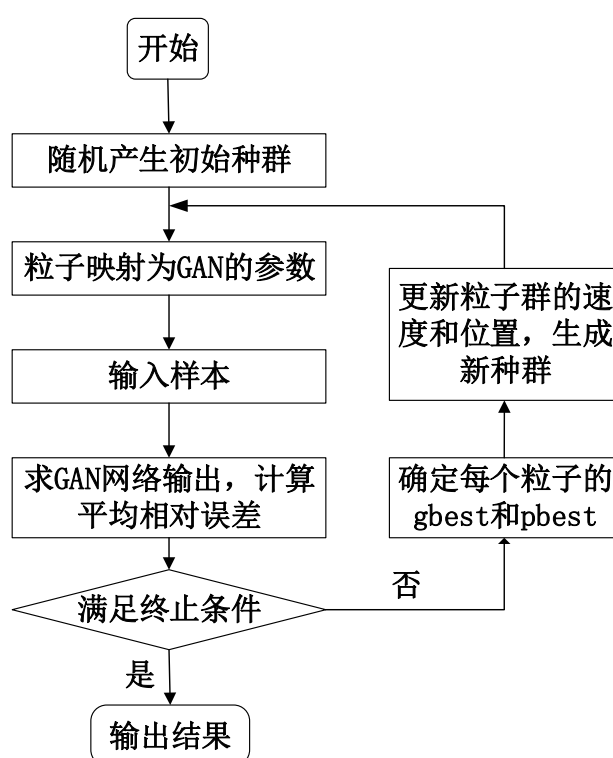 开始
随机产生初始种群
粒子映射为GAN的参数
输入样本
求GAN网络输出，计算
平均相对误差
满足终止条件
是
输出结果
否
确定每个粒子的
gbest和pbest
更新粒子群的速
度和位置，生成
新种群